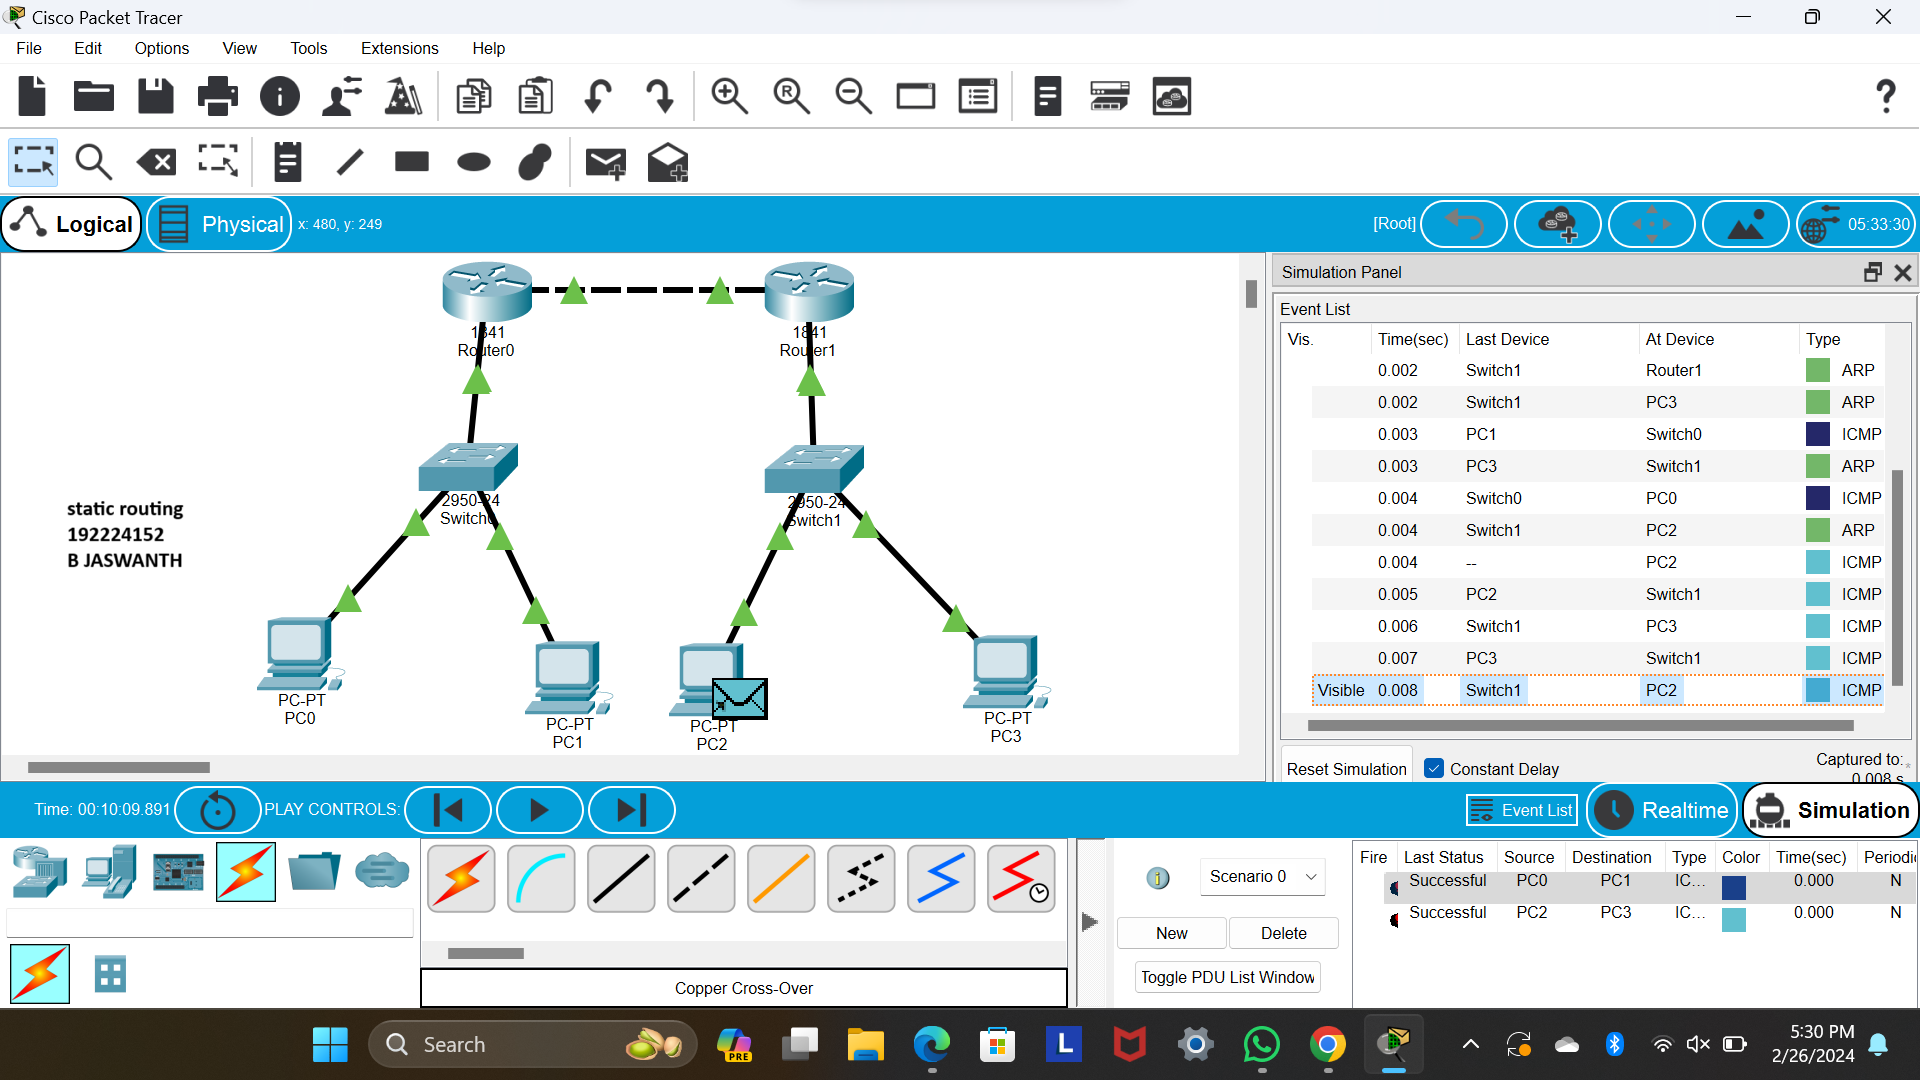 Cisco Packet Tracer
File Edit Options View Tools Extensions Help
Logical Physical x: 480, y: 249 [Root] 05:33:30
1841
Router0
1841
Router1
2950-24
Switch0
2950-24
Switch1
static routing
192224152
B JASWANTH
PC-PT
PC0
PC-PT
PC1
PC-PT
PC2
PC-PT
PC3
Simulation Panel
Event List
Vis. Time(sec) Last Device At Device Type
0.002 Switch1 Router1 ARP
0.002 Switch1 PC3 ARP
0.003 PC1 Switch0 ICMP
0.003 PC3 Switch1 ARP
0.004 Switch0 PC0 ICMP
0.004 Switch1 PC2 ARP
0.004 -- PC2 ICMP
0.005 PC2 Switch1 ICMP
0.006 Switch1 PC3 ICMP
0.007 PC3 Switch1 ICMP
Visible 0.008 Switch1 PC2 ICMP
Reset Simulation Constant Delay Captured to:*
0.008 s
Time: 00:10:09.891 PLAY CONTROLS: Event List Realtime Simulation
Copper Cross-Over
Scenario 0
New Delete
Toggle PDU List Window
Fire Last Status Source Destination Type Color Time(sec) Periodi
Successful PC0 PC1 IC... 0.000 N
Successful PC2 PC3 IC... 0.000 N
Search
PRE
L
5:30 PM
2/26/2024